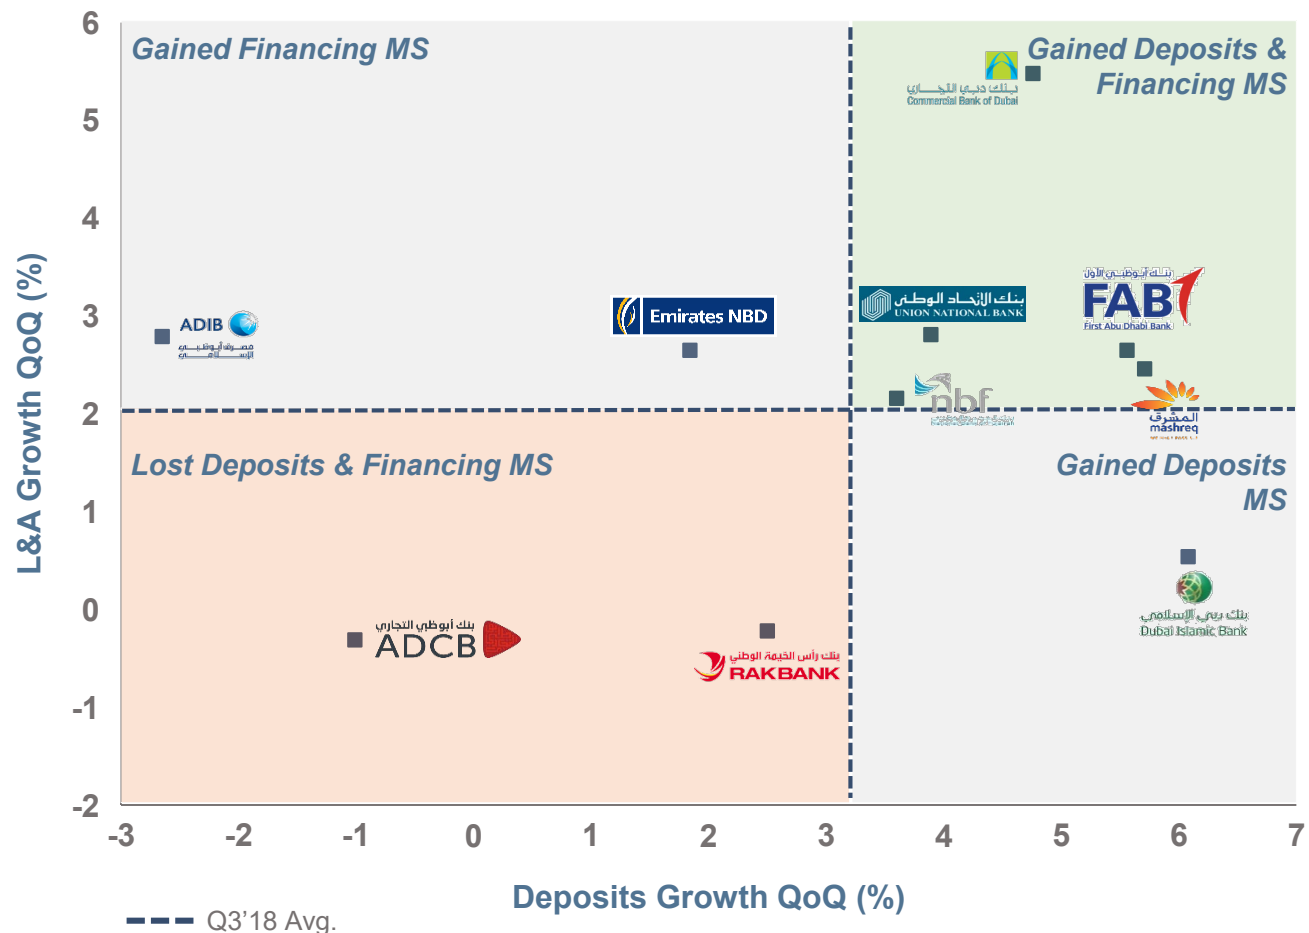 6
5
4
3
2
1
0
-1
-2
L&A Growth QoQ (%)
Gained Financing MS
Gained Deposits &
Financing MS
بنك دبي التجاري
Commercial Bank of Dubai
ADIB
مصرف أبوظبي
الإسلامي
Emirates NBD
بنك الاتحاد الوطني
UNION NATIONAL BANK
بنك أبوظبي الأول
FAB
First Abu Dhabi Bank
nbf
المشرق
mashreq
Lost Deposits & Financing MS
Gained Deposits
MS
بنك أبوظبي التجاري
ADCB
بنك رأس الخيمة الوطني
RAKBANK
بنك دبي الإسلامي
Dubai Islamic Bank
-3 -2 -1 0 1 2 3 4 5 6 7
Deposits Growth QoQ (%)
Q3’18 Avg.